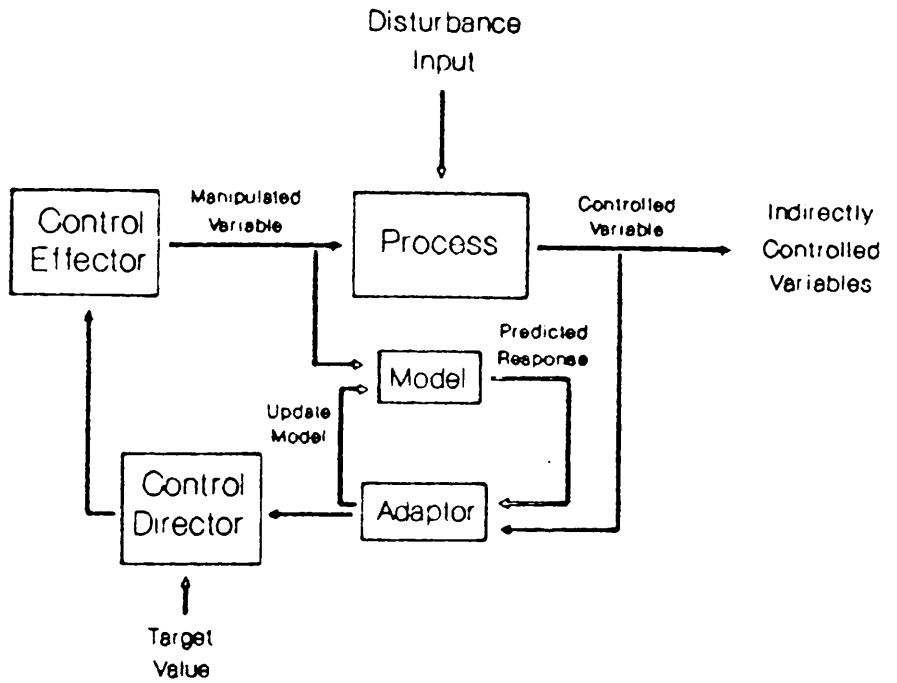 Disturbance
Input
Manipulated
Variable
Control
Effector
Process
Controlled
Variable
Indirectly
Controlled
Variables
Predicted
Response
Model
Update
Model
Control
Director
Adaptor
Target
Value